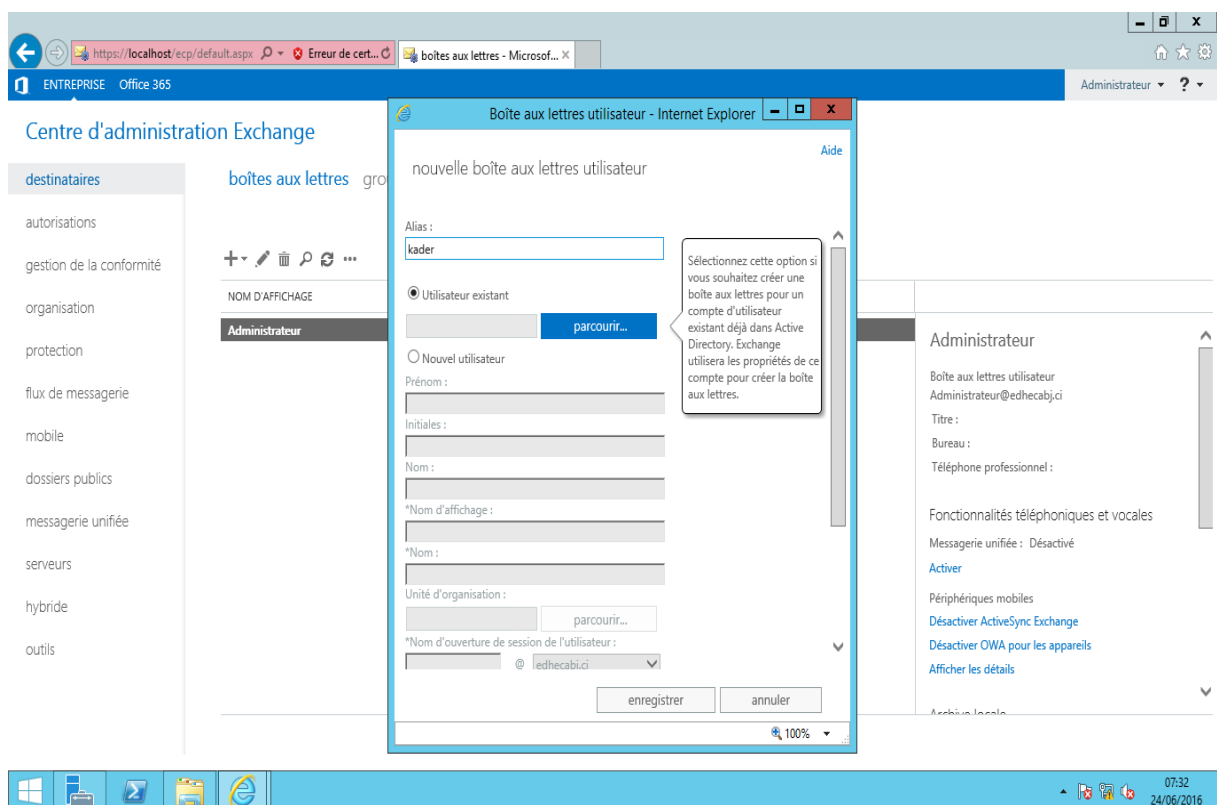 https://localhost/ecp/default.aspx
Erreur de cert...
boîtes aux lettres - Microsof...
ENTREPRISE Office 365
Administrateur ?
Centre d'administration Exchange
destinataires
autorisations
gestion de la conformité
organisation
protection
flux de messagerie
mobile
dossiers publics
messagerie unifiée
serveurs
hybride
outils
boîtes aux lettres gro
NOM D'AFFICHAGE
Administrateur
Boîte aux lettres utilisateur - Internet Explorer
Aide
nouvelle boîte aux lettres utilisateur
Alias :
kader
Utilisateur existant
parcourir...
Nouvel utilisateur
Prénom :
Initiales :
Nom :
*Nom d'affichage :
*Nom :
Unité d'organisation :
parcourir...
*Nom d'ouverture de session de l'utilisateur :
@ edhecabj.ci
Sélectionnez cette option si
vous souhaitez créer une
boîte aux lettres pour un
compte d'utilisateur
existant déjà dans Active
Directory. Exchange
utilisera les propriétés de ce
compte pour créer la boîte
aux lettres.
enregistrer annuler
100%
Administrateur
Boîte aux lettres utilisateur
Administrateur@edhecabj.ci
Titre :
Bureau :
Téléphone professionnel :
Fonctionnalités téléphoniques et vocales
Messagerie unifiée : Désactivé
Activer
Périphériques mobiles
Désactiver ActiveSync Exchange
Désactiver OWA pour les appareils
Afficher les détails
Archive locale
07:32
24/06/2016